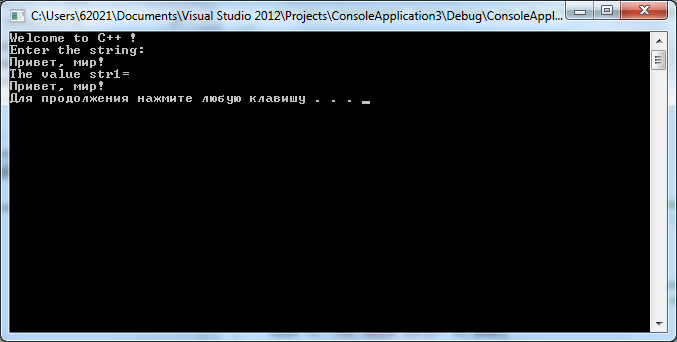 C:\Users\62021\Documents\Visual Studio 2012\Projects\ConsoleApplication3\Debug\ConsoleAppl...
Welcome to C++ !
Enter the string:
Привет, мир!
The value str1=
Привет, мир!
Для продолжения нажмите любую клавишу . . . _